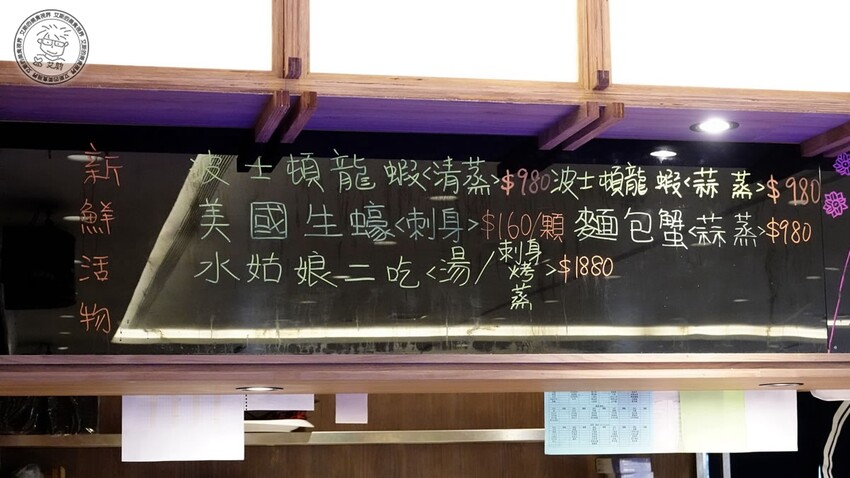 新鮮活物
波士頓龍蝦<清蒸>$980 波士頓龍蝦<蒜蒸>$980
美國生蠔<刺身>$160/顆 麵包蟹<蒜蒸>$980
水姑娘二吃<湯/刺身烤蒸>$1880